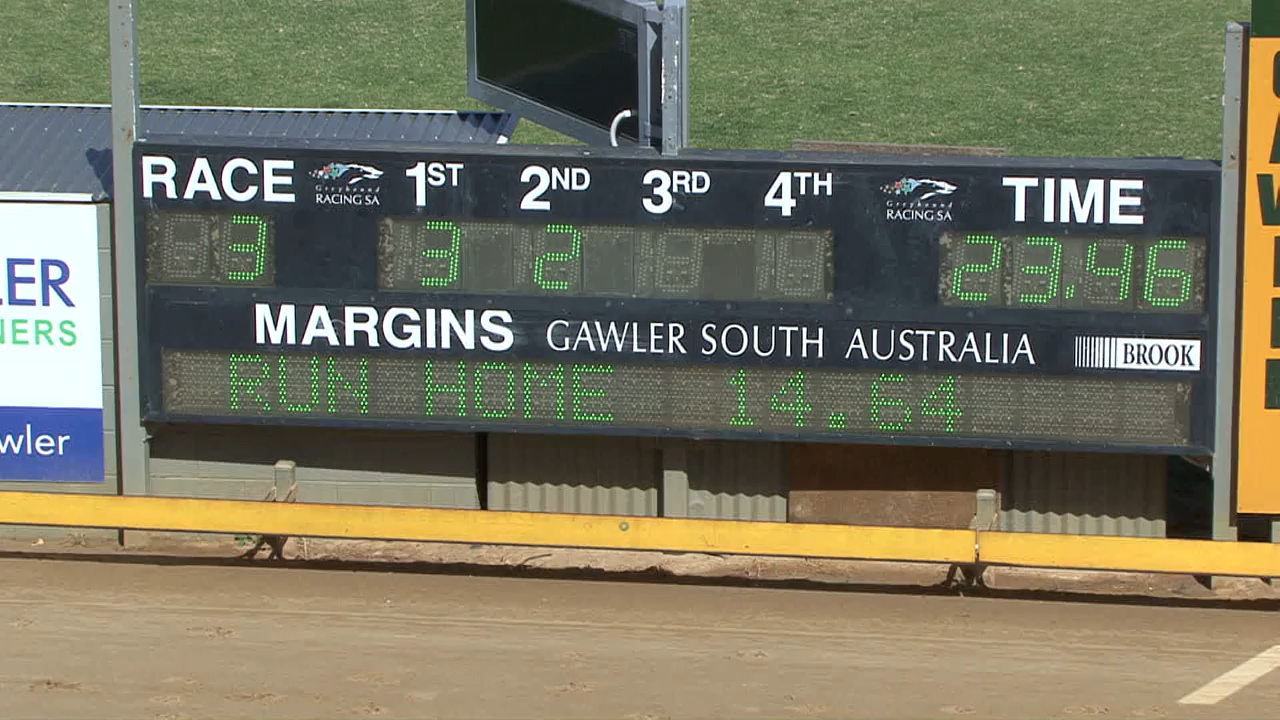 RACE Greyhound RACING SA 1ST 2ND 3RD 4TH Greyhound RACING SA TIME
3 3 2 23.46
MARGINS GAWLER SOUTH AUSTRALIA BROOK
RUN HOME 14.64
LER
NERS
wler